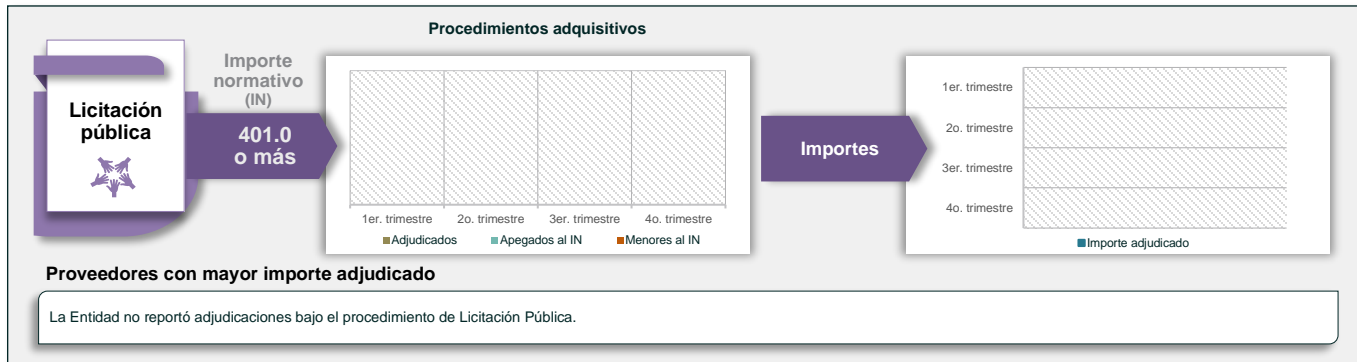 Procedimientos adquisitivos
Licitación
pública
Importe
normativo
(IN)
401.0
o más
1er. trimestre 2o. trimestre 3er. trimestre 4o. trimestre
Adjudicados Apegados al IN Menores al IN
Importes
1er. trimestre
2o. trimestre
3er. trimestre
4o. trimestre
Importe adjudicado
Proveedores con mayor importe adjudicado
La Entidad no reportó adjudicaciones bajo el procedimiento de Licitación Pública.